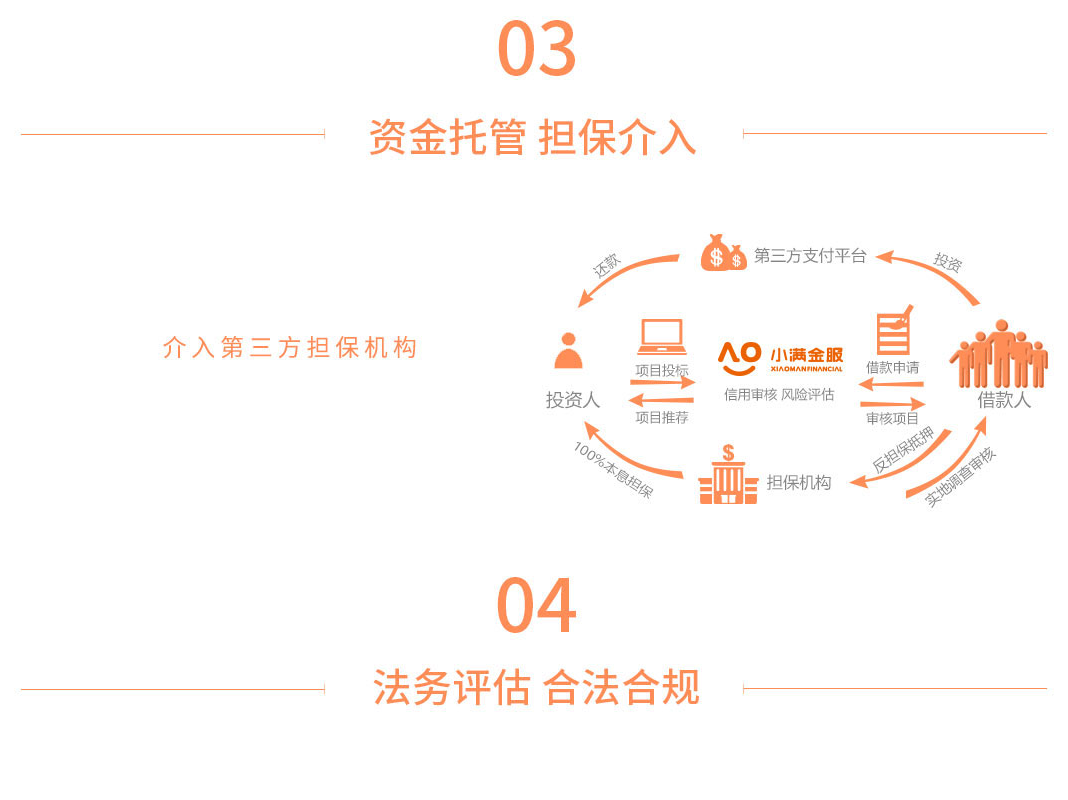 03
资金托管 担保介入
介入第三方担保机构
还款
$
$
第三方支付平台
投资
项目投标
小满金服
XIAOMANFINANCIAL
借款申请
信用审核 风险评估
投资人
借款人
项目推荐
审核项目
100%本息担保
$
担保机构
反担保抵押
实地调查审核
04
法务评估 合法合规